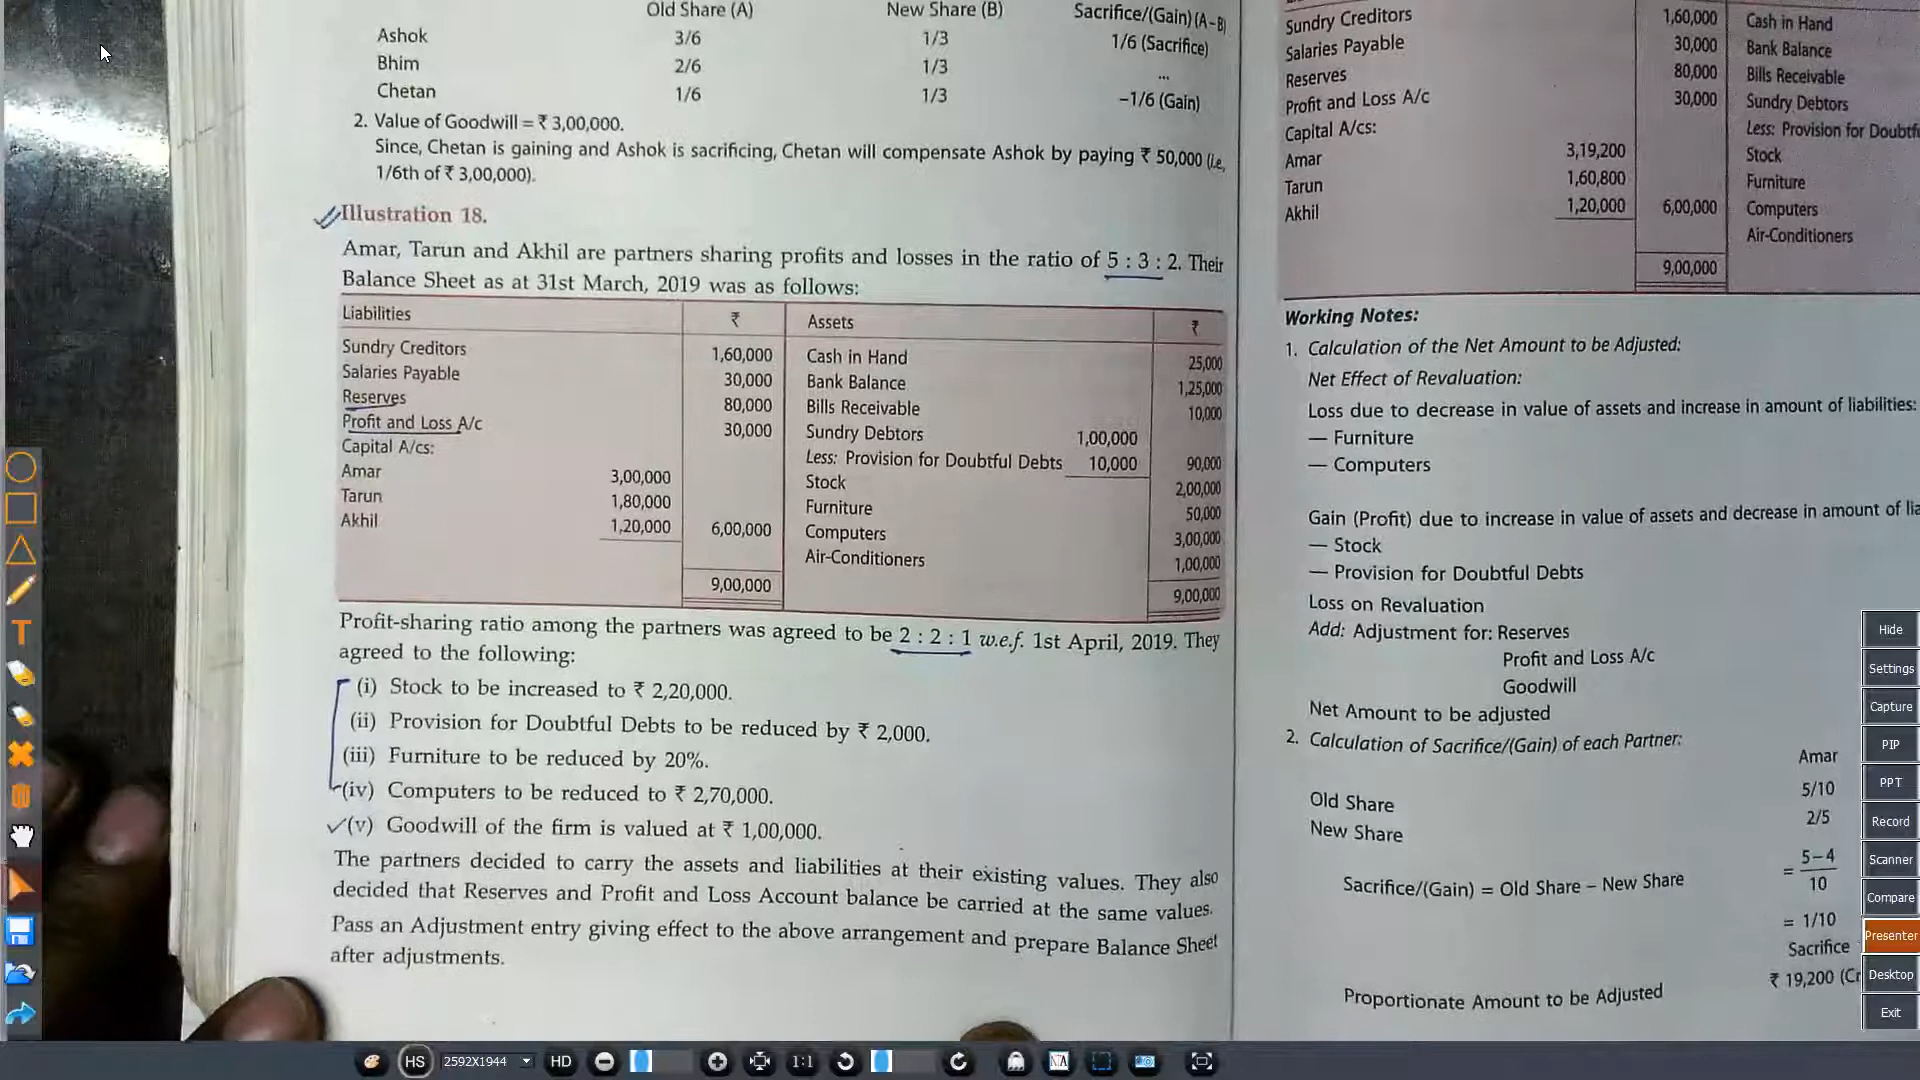 Old Share (A) New Share (B) Sacrifice/(Gain) (A–B)
Ashok 3/6 1/3 1/6 (Sacrifice)
Bhim 2/6 1/3 ...
Chetan 1/6 1/3 –1/6 (Gain)
2. Value of Goodwill = ₹ 3,00,000.
Since, Chetan is gaining and Ashok is sacrificing, Chetan will compensate Ashok by paying ₹ 50,000 (i.e.,
1/6th of ₹ 3,00,000).
Illustration 18.
Amar, Tarun and Akhil are partners sharing profits and losses in the ratio of 5 : 3 : 2. Their
Balance Sheet as at 31st March, 2019 was as follows:
Liabilities ₹ Assets ₹
Sundry Creditors 1,60,000 Cash in Hand 25,000
Salaries Payable 30,000 Bank Balance 1,25,000
Reserves 80,000 Bills Receivable 10,000
Profit and Loss A/c 30,000 Sundry Debtors 1,00,000
Capital A/cs: Less: Provision for Doubtful Debts 10,000 90,000
Amar 3,00,000 Stock 2,00,000
Tarun 1,80,000 Furniture 50,000
Akhil 1,20,000 6,00,000 Computers 3,00,000
Air-Conditioners 1,00,000
9,00,000 9,00,000
Profit-sharing ratio among the partners was agreed to be 2 : 2 : 1 w.e.f. 1st April, 2019. They
agreed to the following:
(i) Stock to be increased to ₹ 2,20,000.
(ii) Provision for Doubtful Debts to be reduced by ₹ 2,000.
(iii) Furniture to be reduced by 20%.
(iv) Computers to be reduced to ₹ 2,70,000.
(v) Goodwill of the firm is valued at ₹ 1,00,000.
The partners decided to carry the assets and liabilities at their existing values. They also
decided that Reserves and Profit and Loss Account balance be carried at the same values.
Pass an Adjustment entry giving effect to the above arrangement and prepare Balance Sheet
after adjustments.
Sundry Creditors 1,60,000 Cash in Hand
Salaries Payable 30,000 Bank Balance
Reserves 80,000 Bills Receivable
Profit and Loss A/c 30,000 Sundry Debtors
Capital A/cs: Less: Provision for
Amar 3,19,200 Stock
Tarun 1,60,800 Furniture
Akhil 1,20,000 6,00,000 Computers
Air-Conditioners
9,00,000
Working Notes:
1. Calculation of the Net Amount to be Adjusted:
Net Effect of Revaluation:
Loss due to decrease in value of assets and increase in amount of liabilities:
— Furniture
— Computers
Gain (Profit) due to increase in value of assets and decrease in amount of
— Stock
— Provision for Doubtful Debts
Loss on Revaluation
Add: Adjustment for: Reserves
Profit and Loss A/c
Goodwill
Net Amount to be adjusted
2. Calculation of Sacrifice/(Gain) of each Partner:
Amar
Old Share 5/10
New Share 2/5
Sacrifice/(Gain) = Old Share – New Share = 5–4
10
= 1/10
Sacrifice
Proportionate Amount to be Adjusted ₹ 19,200
Hide
Settings
Capture
PIP
PPT
Record
Scanner
Compare
Presenter
Desktop
Exit
T
HS 2592X1944 HD 1:1